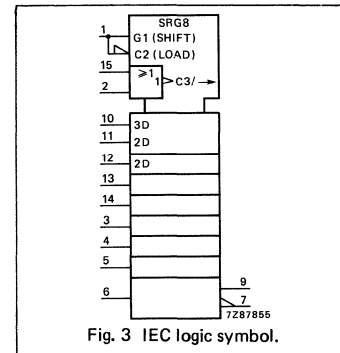 SRG8
1
G1 (SHIFT)
C2 (LOAD)
15
≥1
1
C3/→
2
10
3D
11
2D
12
2D
13
14
3
4
5
6
9
7
7Z87855
Fig. 3 IEC logic symbol.